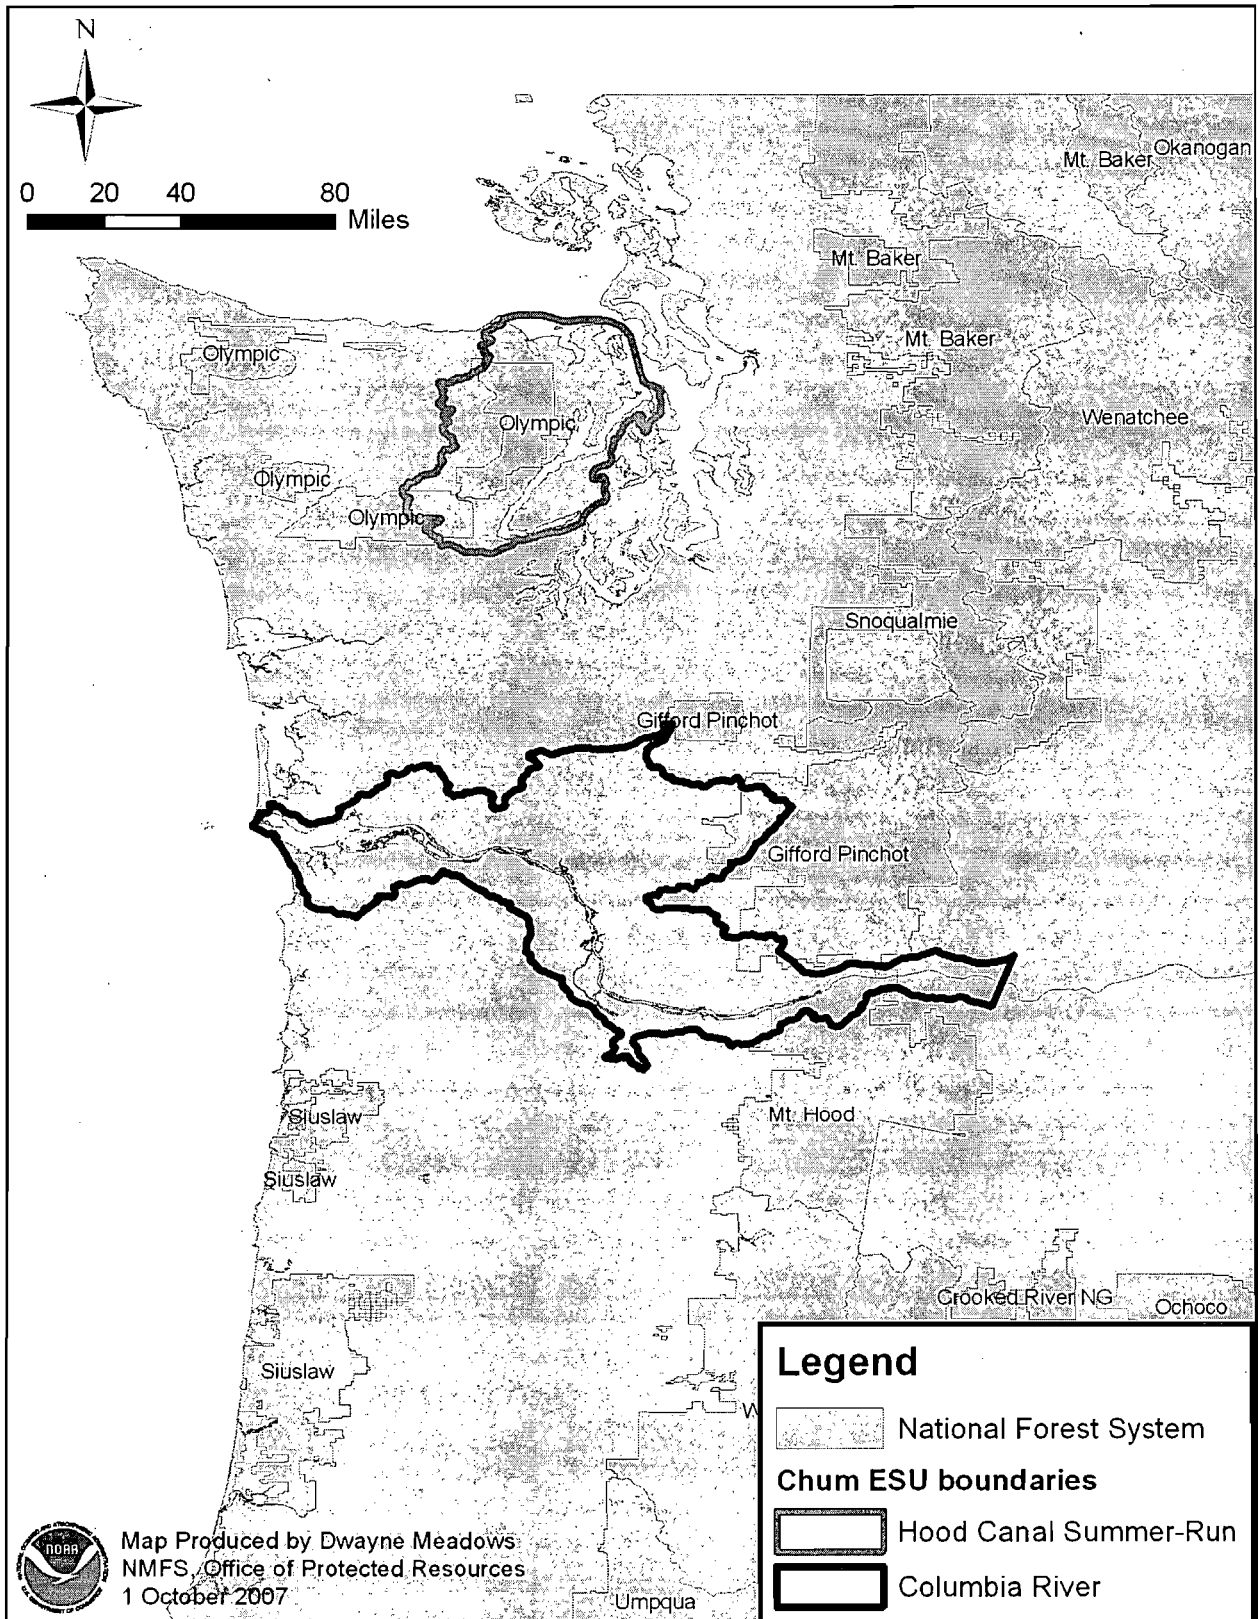 N
0 20 40 80
Miles
Mt. Baker
Okanogan
Mt. Baker
Mt. Baker
Olympic
Olympic
Wenatchee
Olympic
Olympic
Snoqualmie
Gifford Pinchot
Gifford Pinchot
Mt. Hood
Siuslaw
Siuslaw
Crooked River NG
Ochoco
Siuslaw
W
Umpqua
Legend
National Forest System
Chum ESU boundaries
Hood Canal Summer-Run
Columbia River
NOAA
Map Produced by Dwayne Meadows
NMFS, Office of Protected Resources
1 October 2007